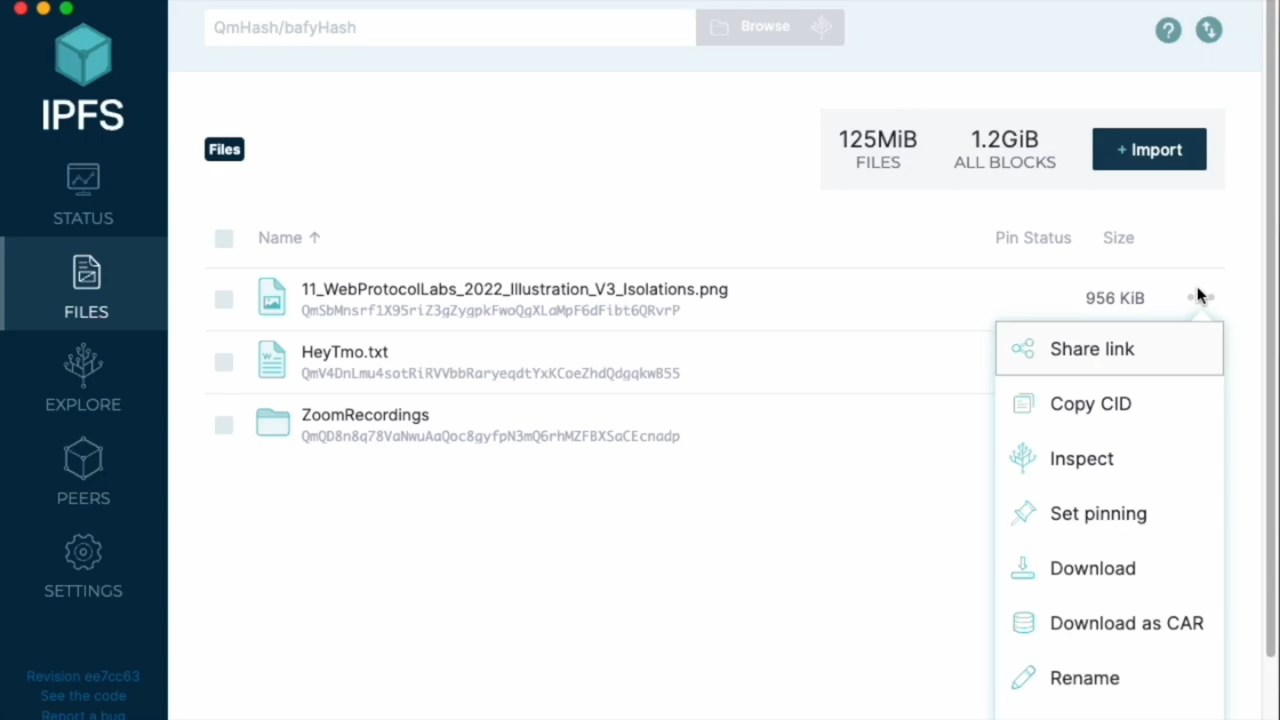 QmHash/bafyHash
Browse
IPFS
125MiB
FILES
1.2GiB
ALL BLOCKS
+ Import
Files
STATUS
FILES
EXPLORE
PEERS
SETTINGS
Revision ee7cc63
See the code
Report a bug
Name ↑
Pin Status
Size
11_WebProtocolLabs_2022_Illustration_V3_Isolations.png
QmSbMnsrf1X95riZ3gZygpkFwoQgXLaMpF6dFibt6QRvrP
956 KiB
HeyTmo.txt
QmV4DnLmu4sotRiRVVbbRaryeqdtYxKCoeZhdQdgqkw855
ZoomRecordings
QmQD8n8q78VaNwuAaQoc8gyfpN3mQ6rhMZFBXSaCEcnadp
Share link
Copy CID
Inspect
Set pinning
Download
Download as CAR
Rename